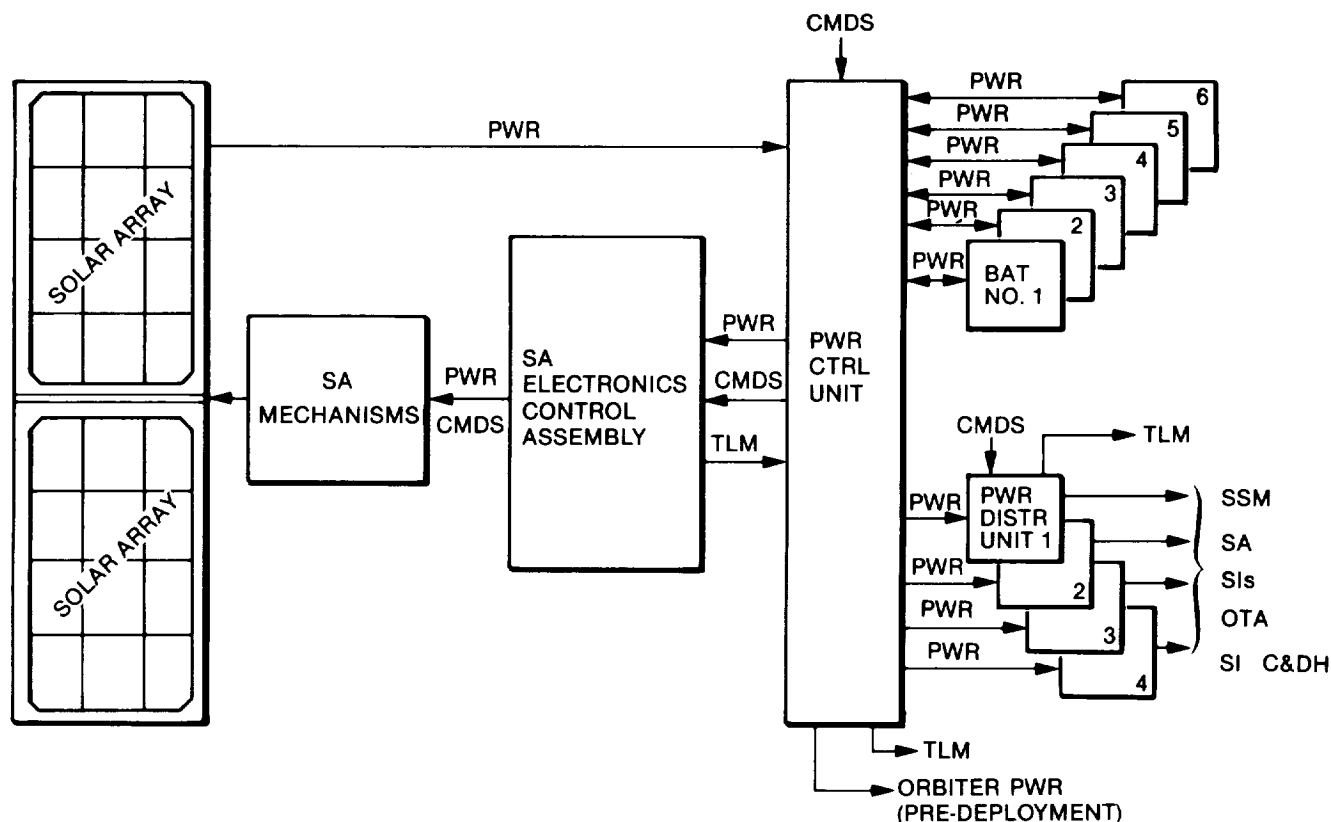 CMDS
PWR
6
PWR
5
PWR
4
PWR
3
PWR
2
PWR
BAT
NO. 1
PWR
SOLAR ARRAY
SA
MECHANISMS
PWR
CMDS
SA
ELECTRONICS
CONTROL
ASSEMBLY
PWR
CMDS
TLM
PWR
CTRL
UNIT
SOLAR ARRAY
CMDS
TLM
PWR
PWR
DISTR
UNIT 1
PWR
2
PWR
3
PWR
4
SSM
SA
SIs
OTA
SI C&DH
TLM
ORBITER PWR
(PRE-DEPLOYMENT)